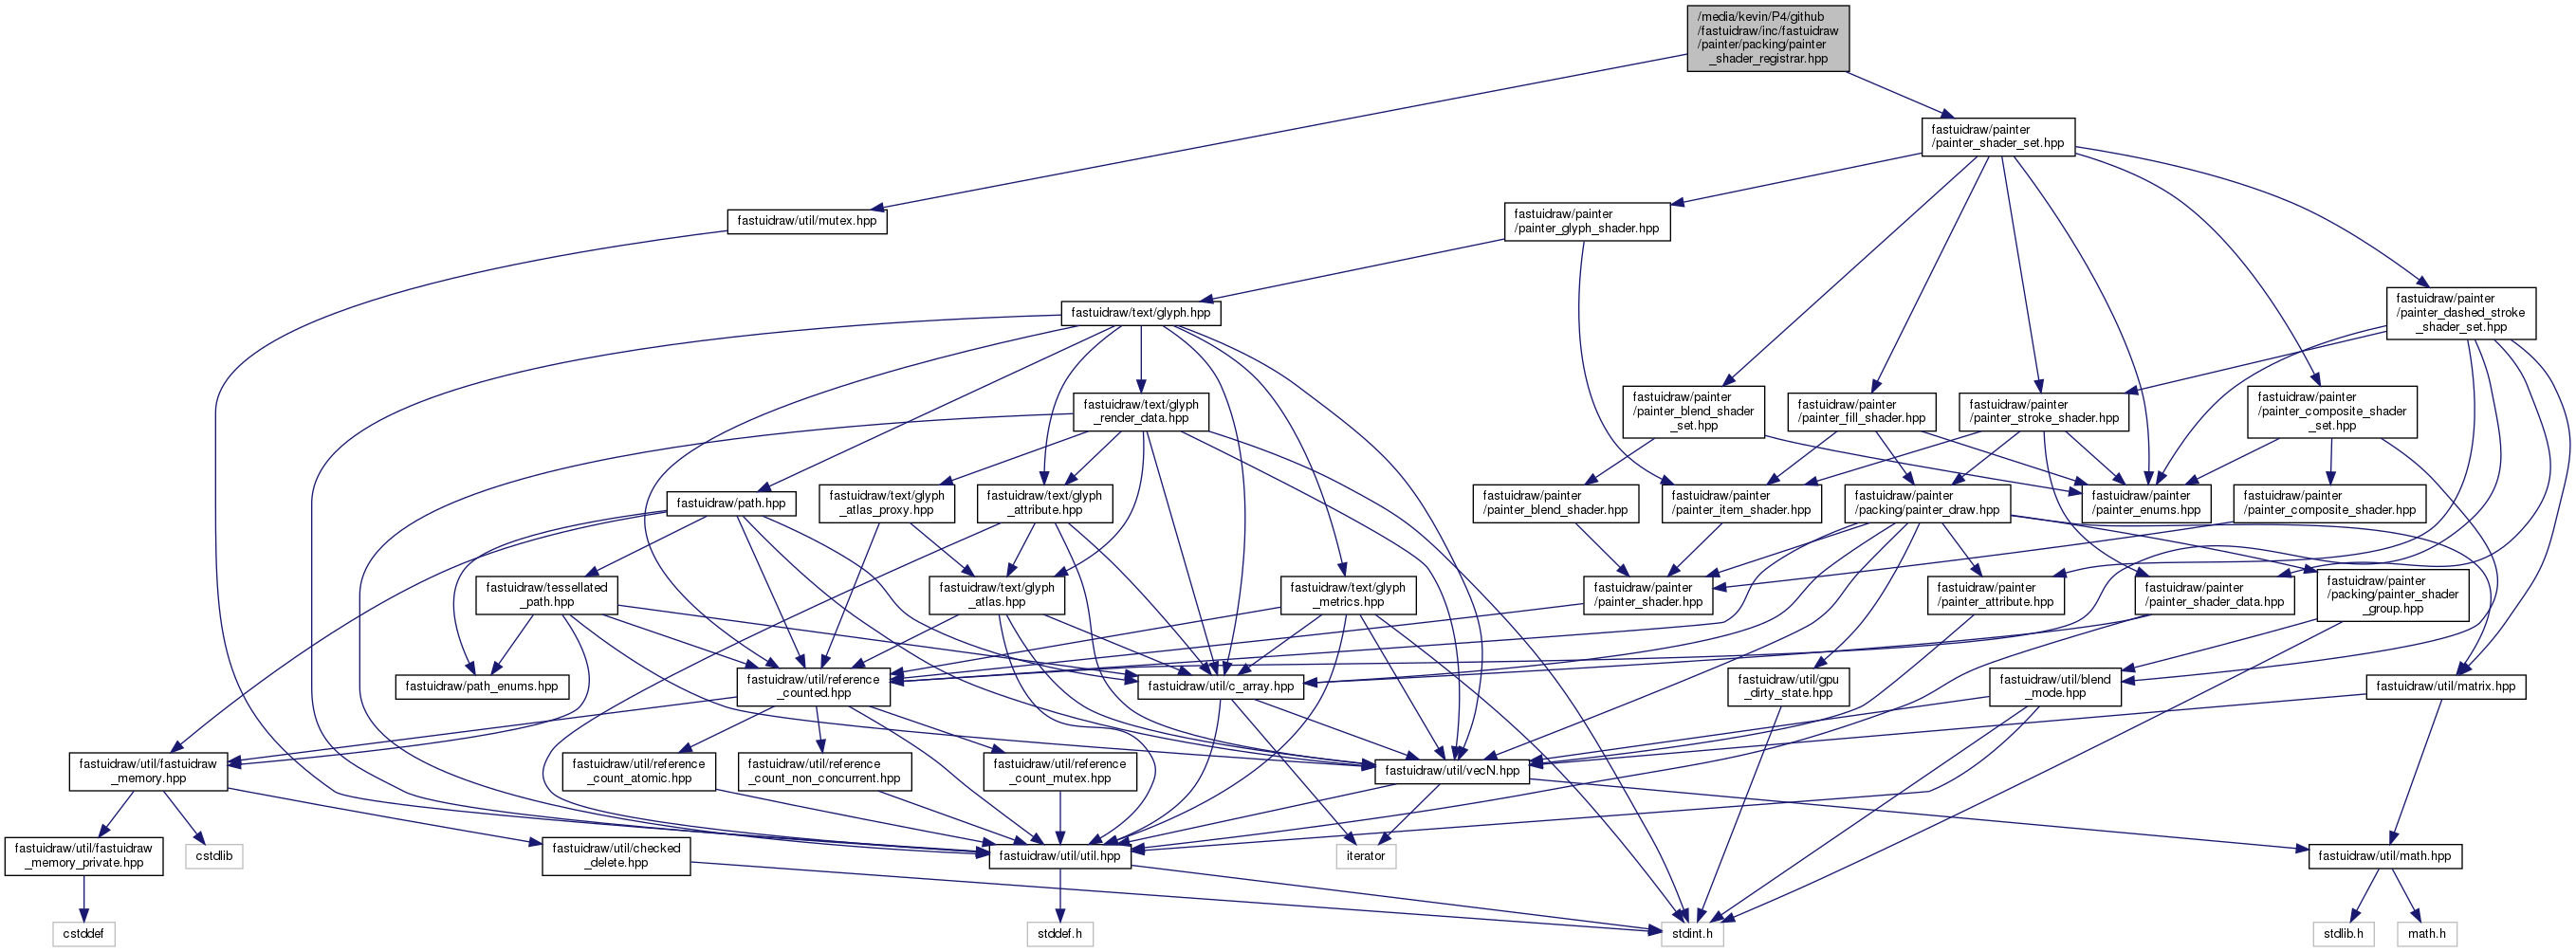 /media/kevin/P4/github
/fastuidraw/inc/fastuidraw
/painter/packing/painter
_shader_registrar.hpp
fastuidraw/painter
/painter_shader_set.hpp
fastuidraw/util/mutex.hpp
fastuidraw/painter
/painter_glyph_shader.hpp
fastuidraw/text/glyph.hpp
fastuidraw/painter
/painter_dashed_stroke
_shader_set.hpp
fastuidraw/text/glyph
_render_data.hpp
fastuidraw/painter
/painter_blend_shader
_set.hpp
fastuidraw/painter
/painter_fill_shader.hpp
fastuidraw/painter
/painter_stroke_shader.hpp
fastuidraw/painter
/painter_composite_shader
_set.hpp
fastuidraw/path.hpp
fastuidraw/text/glyph
_atlas_proxy.hpp
fastuidraw/text/glyph
_attribute.hpp
fastuidraw/painter
/painter_blend_shader.hpp
fastuidraw/painter
/painter_item_shader.hpp
fastuidraw/painter
/packing/painter_draw.hpp
fastuidraw/painter
/painter_enums.hpp
fastuidraw/painter
/painter_composite_shader.hpp
fastuidraw/tessellated
_path.hpp
fastuidraw/text/glyph
_atlas.hpp
fastuidraw/text/glyph
_metrics.hpp
fastuidraw/painter
/painter_shader.hpp
fastuidraw/painter
/painter_attribute.hpp
fastuidraw/painter
/painter_shader_data.hpp
fastuidraw/painter
/packing/painter_shader
_group.hpp
fastuidraw/path_enums.hpp
fastuidraw/util/reference
_counted.hpp
fastuidraw/util/c_array.hpp
fastuidraw/util/gpu
_dirty_state.hpp
fastuidraw/util/blend
_mode.hpp
fastuidraw/util/matrix.hpp
fastuidraw/util/fastuidraw
_memory.hpp
fastuidraw/util/reference
_count_atomic.hpp
fastuidraw/util/reference
_count_non_concurrent.hpp
fastuidraw/util/reference
_count_mutex.hpp
fastuidraw/util/vecN.hpp
fastuidraw/util/fastuidraw
_memory_private.hpp
cstdlib
fastuidraw/util/checked
_delete.hpp
fastuidraw/util/util.hpp
iterator
fastuidraw/util/math.hpp
cstddef
stddef.h
stdint.h
stdlib.h
math.h